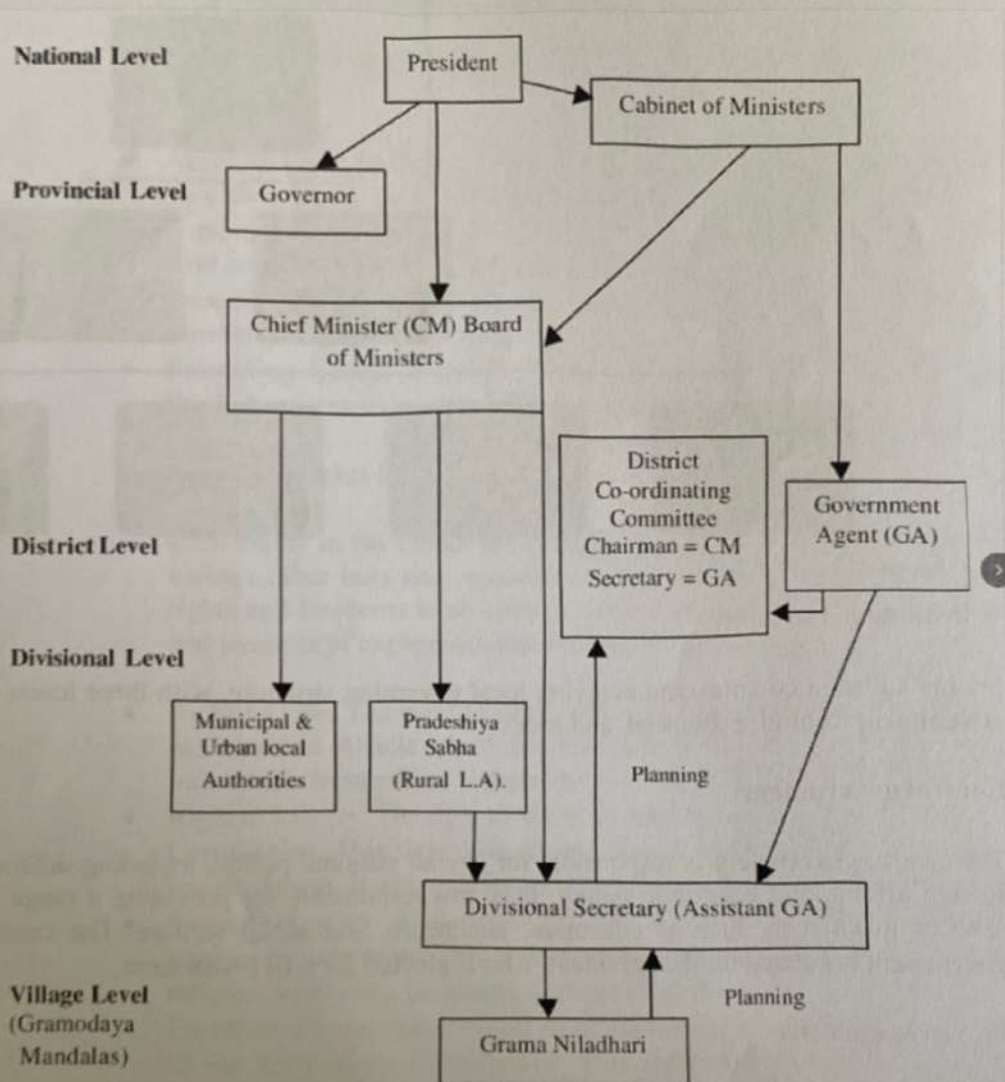 National Level
President
Cabinet of Ministers
Provincial Level
Governor
Chief Minister (CM) Board
of Ministers
District
Co-ordinating
Committee
Chairman = CM
Secretary = GA
Government
Agent (GA)
District Level
Divisional Level
Municipal &
Urban local
Authorities
Pradeshiya
Sabha
(Rural L.A).
Planning
Divisional Secretary (Assistant GA)
Village Level
(Gramodaya
Mandalas)
Planning
Grama Niladhari